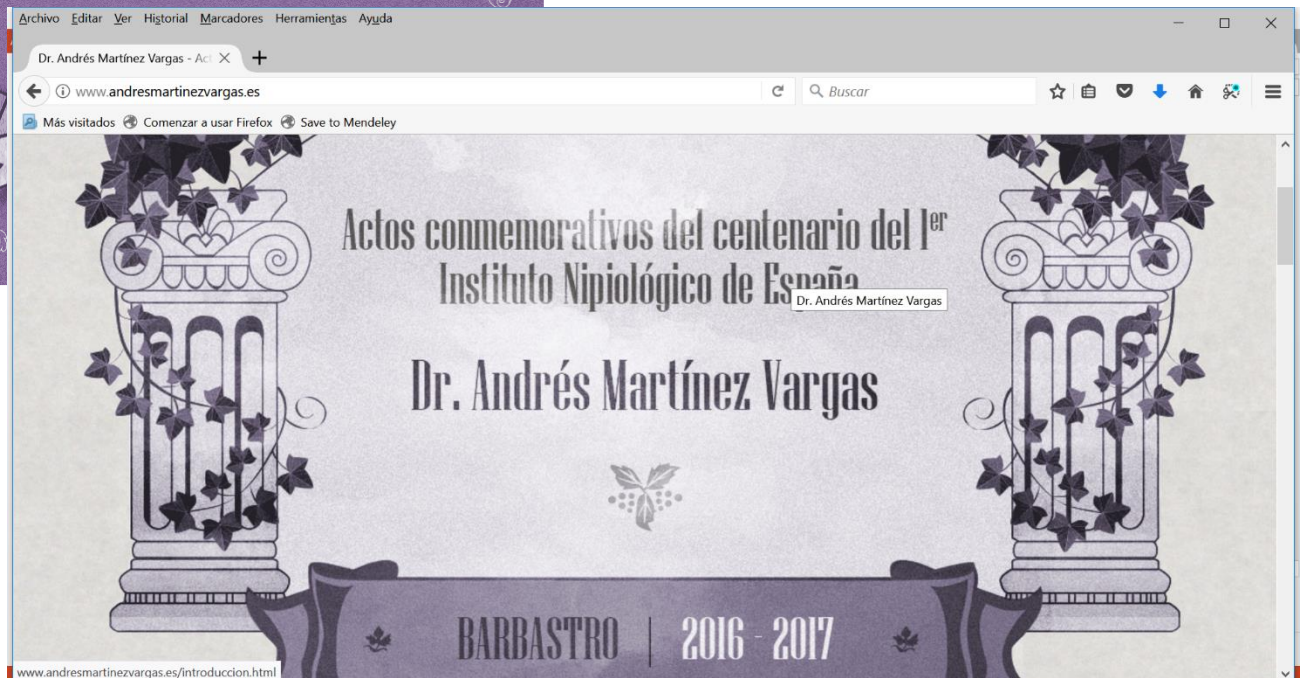 Archivo Editar Ver Historial Marcadores Herramientas Ayuda
Dr. Andrés Martínez Vargas - Act
www.andresmartinezvargas.es
Buscar
Más visitados Comenzar a usar Firefox Save to Mendeley
Actos conmemorativos del centenario del 1er
Instituto Nipiológico de España
Dr. Andrés Martínez Vargas
Dr. Andrés Martínez Vargas
BARBASTRO | 2016 - 2017
www.andresmartinezvargas.es/introduccion.html